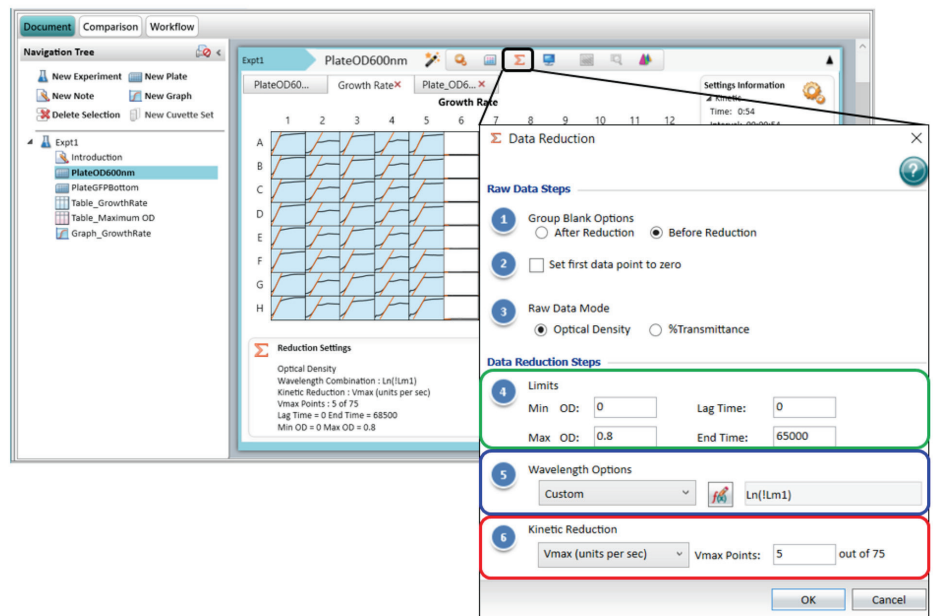 Document Comparison Workflow
Navigation Tree
New Experiment New Plate
New Note New Graph
Delete Selection New Cuvette Set
Expt1
Introduction
PlateOD600nm
PlateGFPBottom
Table_GrowthRate
Table_Maximum OD
Graph_GrowthRate
Expt1 PlateOD600nm Σ
PlateOD60... Growth Rate× Plate_OD6... ×
Growth Rate
1 2 3 4 5 6 7 8 9 10 11 12
A
B
C
D
E
F
G
H
Settings Information
Kinetic
Time: 0:54
Interval: 00:00:54
Σ Reduction Settings
Optical Density
Wavelength Combination : Ln(!Lm1)
Kinetic Reduction : Vmax (units per sec)
Vmax Points : 5 of 75
Lag Time = 0 End Time = 68500
Min OD = 0 Max OD = 0.8
Σ Data Reduction ×
?
Raw Data Steps
1 Group Blank Options
After Reduction Before Reduction
2 Set first data point to zero
3 Raw Data Mode
Optical Density %Transmittance
Data Reduction Steps
4 Limits
Min OD: 0 Lag Time: 0
Max OD: 0.8 End Time: 65000
5 Wavelength Options
Custom f(x) Ln(!Lm1)
6 Kinetic Reduction
Vmax (units per sec) Vmax Points: 5 out of 75
OK Cancel